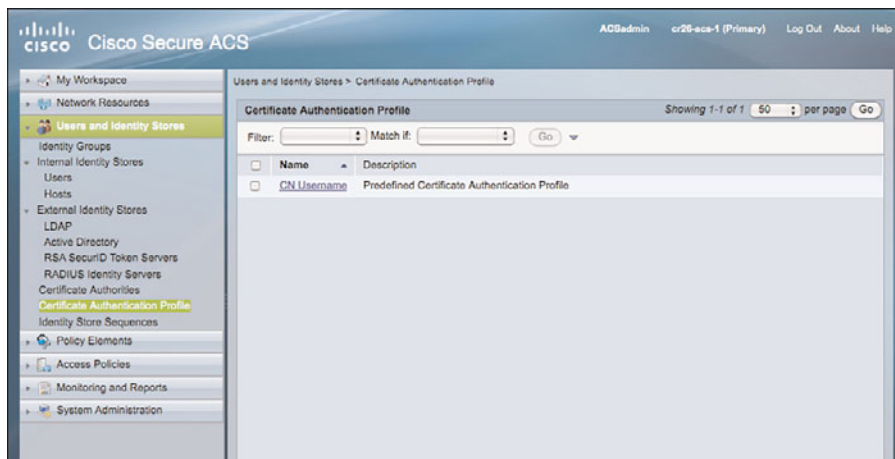 CISCO Cisco Secure ACS
ACSadmin cr26-acs-1 (Primary) Log Out About Help
My Workspace
Network Resources
Users and Identity Stores
Identity Groups
Internal Identity Stores
Users
Hosts
External Identity Stores
LDAP
Active Directory
RSA SecurID Token Servers
RADIUS Identity Servers
Certificate Authorities
Certificate Authentication Profile
Identity Store Sequences
Policy Elements
Access Policies
Monitoring and Reports
System Administration
Users and Identity Stores > Certificate Authentication Profile
Certificate Authentication Profile Showing 1-1 of 1 50 per page Go
Filter: Match if: Go
Name Description
CN Username Predefined Certificate Authentication Profile